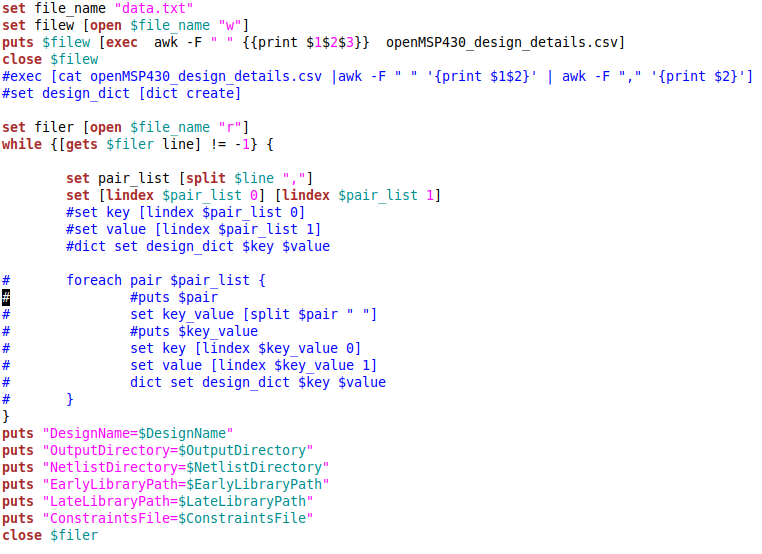 set file_name "data.txt"
set filew [open $file_name "w"]
puts $filew [exec  awk -F " " {{print $1$2$3}}  openMSP430_design_details.csv]
close $filew
#exec [cat openMSP430_design_details.csv |awk -F " " '{print $1$2}' | awk -F "," '{print $2}']
#set design_dict [dict create]

set filer [open $file_name "r"]
while {[gets $filer line] != -1} {

        set pair_list [split $line ","]
        set [lindex $pair_list 0] [lindex $pair_list 1]
        #set key [lindex $pair_list 0]
        #set value [lindex $pair_list 1]
        #dict set design_dict $key $value

#       foreach pair $pair_list {
#               #puts $pair
#               set key_value [split $pair " "]
#               #puts $key_value
#               set key [lindex $key_value 0]
#               set value [lindex $key_value 1]
#               dict set design_dict $key $value
#       }
}
puts "DesignName=$DesignName"
puts "OutputDirectory=$OutputDirectory"
puts "NetlistDirectory=$NetlistDirectory"
puts "EarlyLibraryPath=$EarlyLibraryPath"
puts "LateLibraryPath=$LateLibraryPath"
puts "ConstraintsFile=$ConstraintsFile"
close $filer